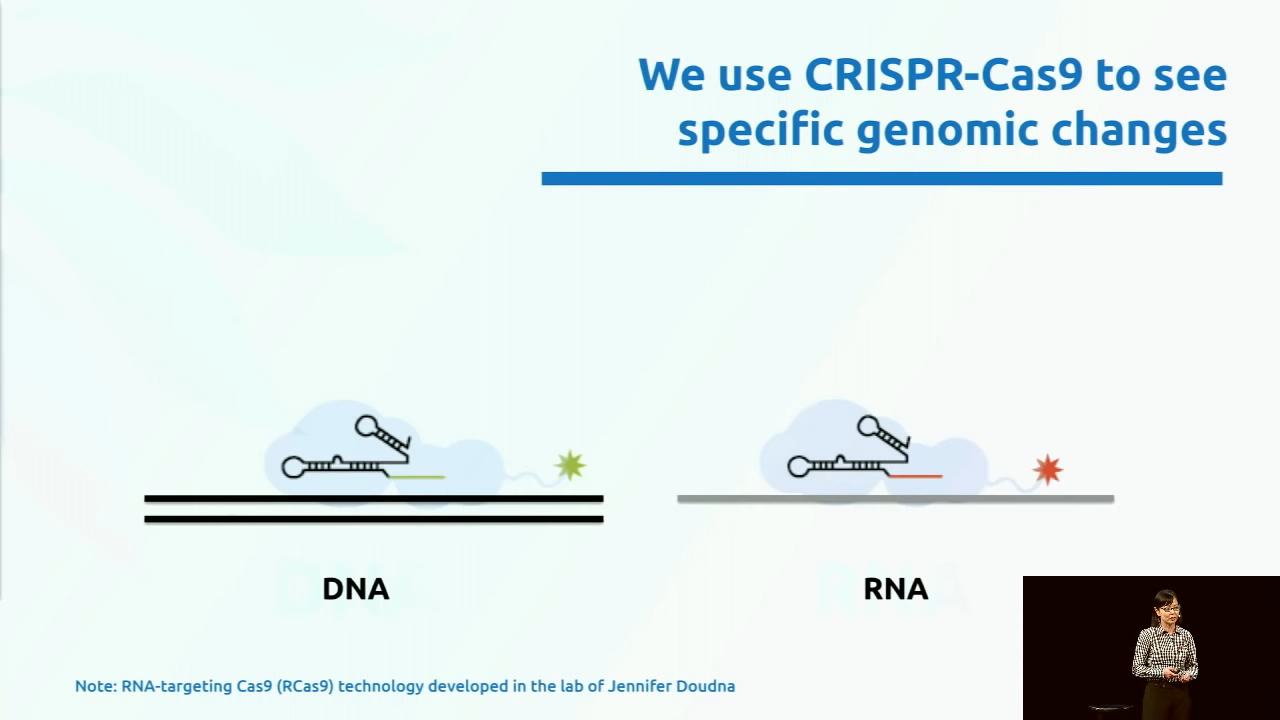 We use CRISPR-Cas9 to see
specific genomic changes
DNA
RNA
Note: RNA-targeting Cas9 (RCas9) technology developed in the lab of Jennifer Doudna